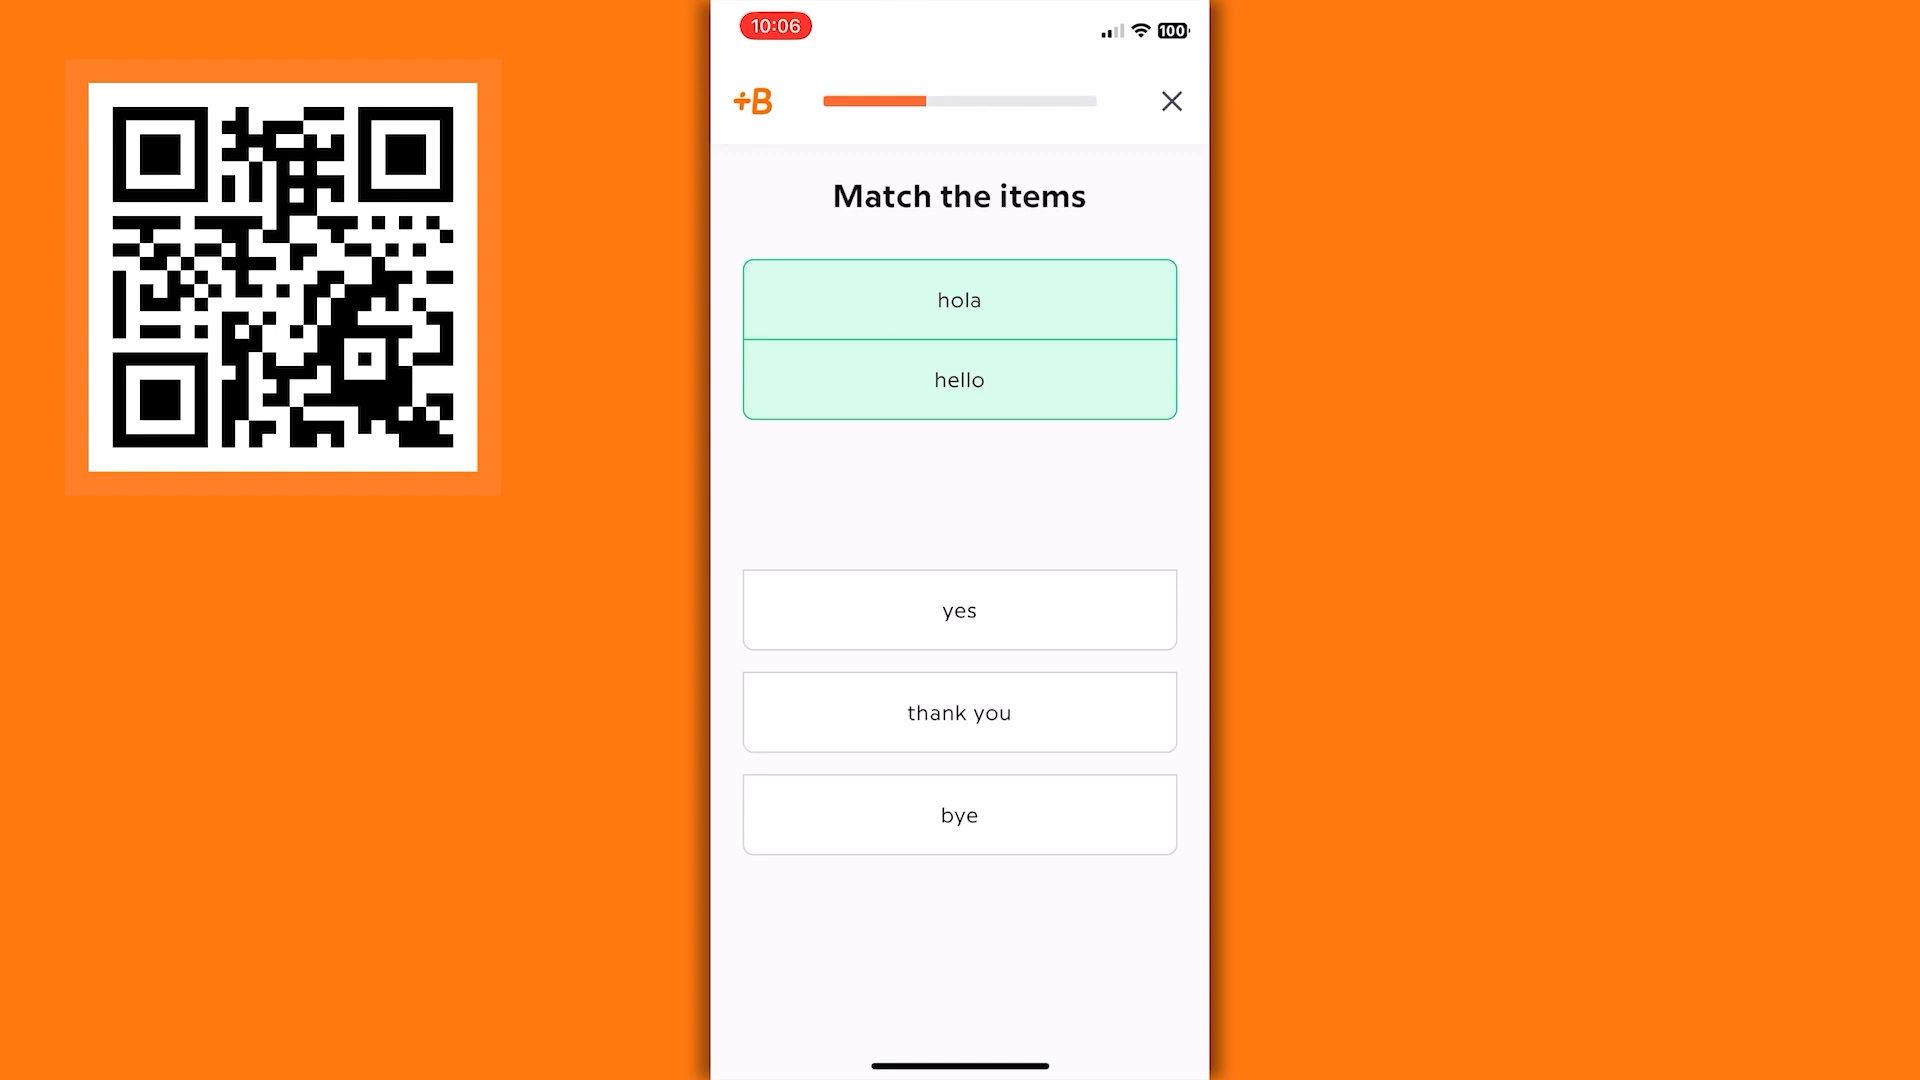 10:06
100
+B
Match the items
hola
hello
yes
thank you
bye